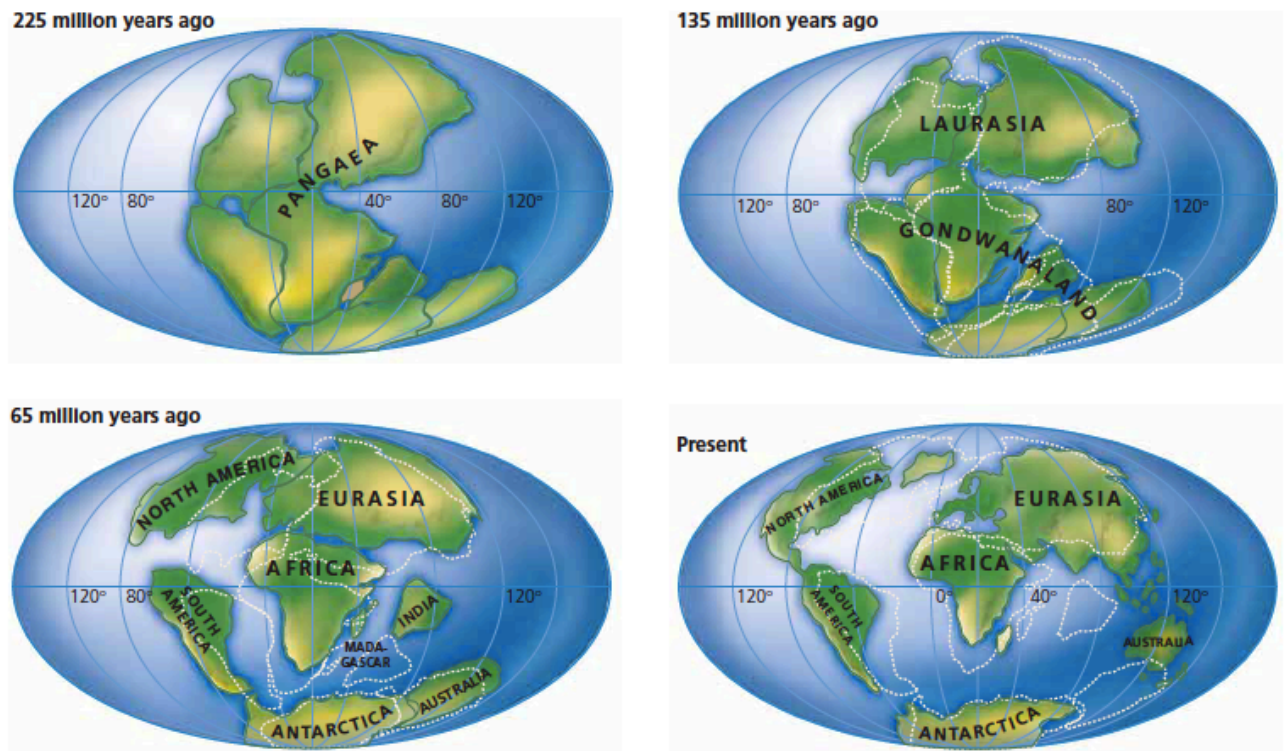 225 million years ago
PANGAEA
120° 80° 40° 80° 120°
135 million years ago
LAURASIA
120° 80° 80° 120°
GONDWANALAND
65 million years ago
NORTH AMERICA
EURASIA
AFRICA
120° 80° 120°
SOUTH
AMERICA
INDIA
MADA-
GASCAR
AUSTRALIA
ANTARCTICA
Present
NORTH AMERICA
EURASIA
AFRICA
120° 0° 40° 120°
SOUTH
AMERICA
AUSTRALIA
ANTARCTICA